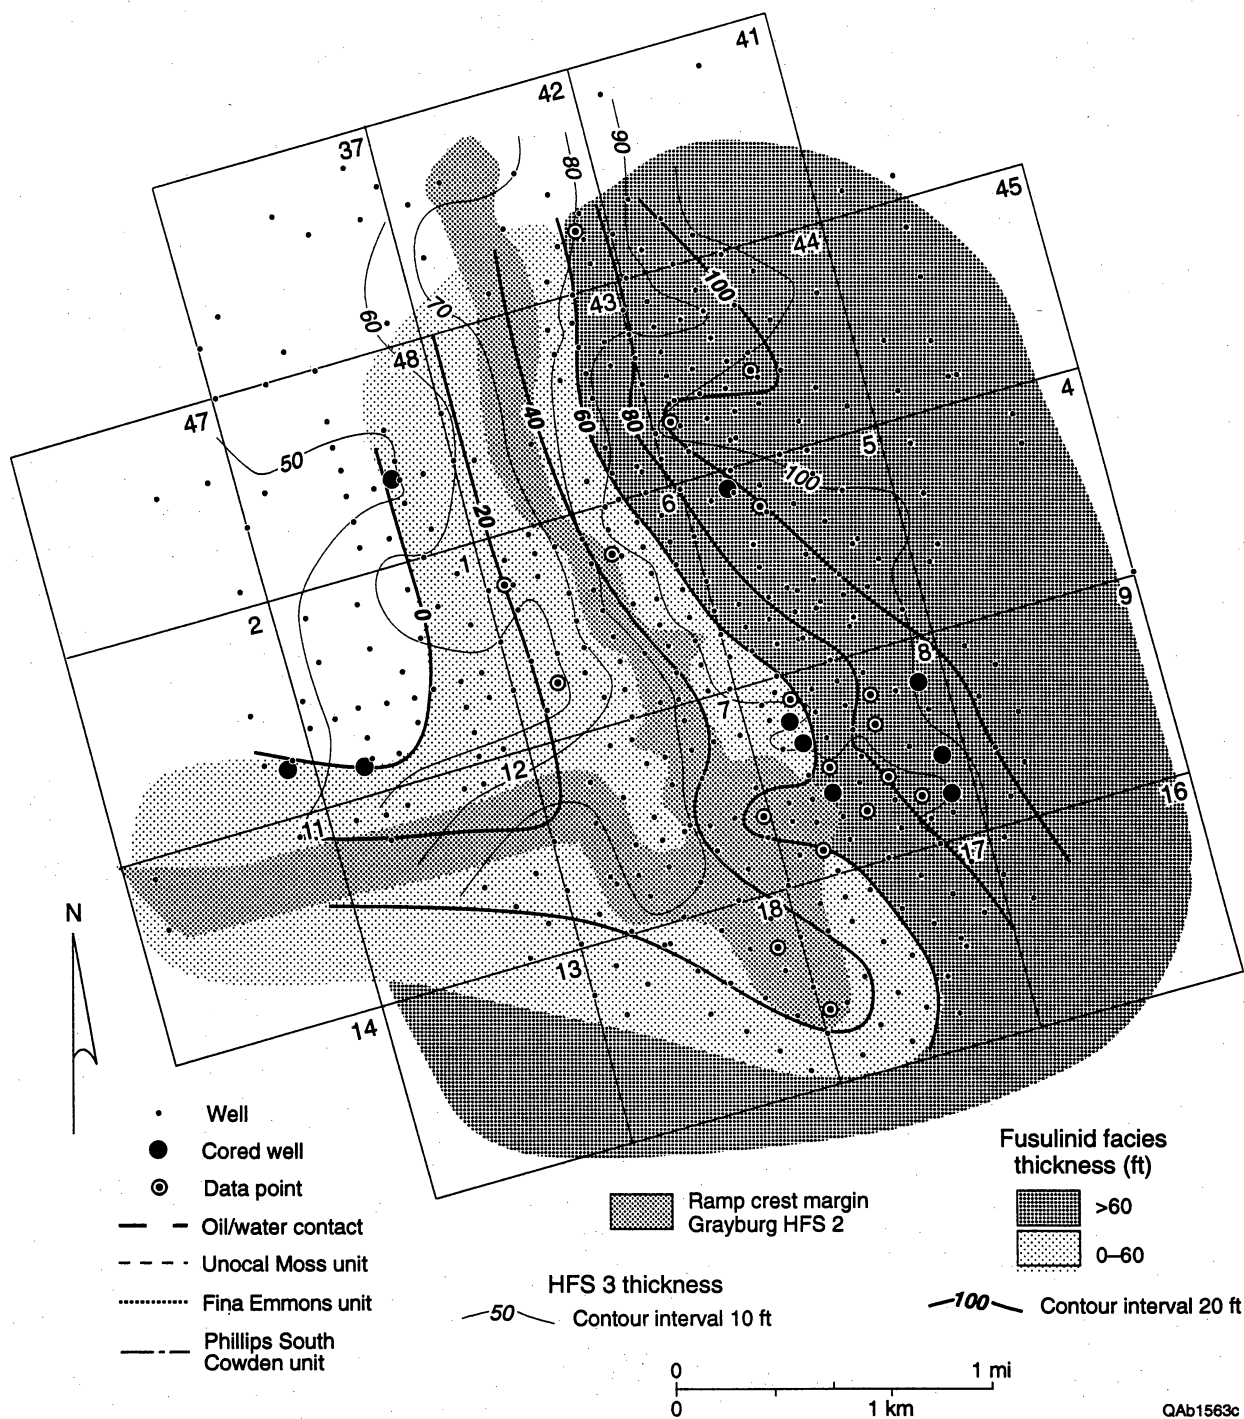 41
42
37
90
80
45
44
100
43
70
60
48
4
47
40
60
80
5
50
100
6
20
1
9
0
2
8
7
12
16
11
17
N
18
13
14
Well
Cored well
Data point
Oil/water contact
Unocal Moss unit
Fina Emmons unit
Phillips South
Cowden unit
Ramp crest margin
Grayburg HFS 2
Fusulinid facies
thickness (ft)
>60
0–60
HFS 3 thickness
50 Contour interval 10 ft
100 Contour interval 20 ft
0 1 mi
0 1 km
QAb1563c